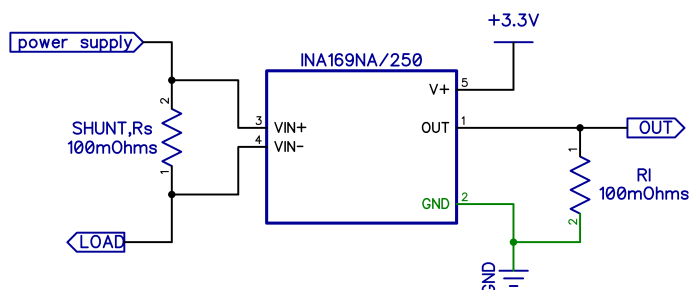 +3.3V
power supply
INA169NA/250
V+
5
2
3
VIN+
OUT
1
OUT
SHUNT,Rs
100mOhms
4
VIN-
1
1
RI
100mOhms
GND
2
2
LOAD
GND